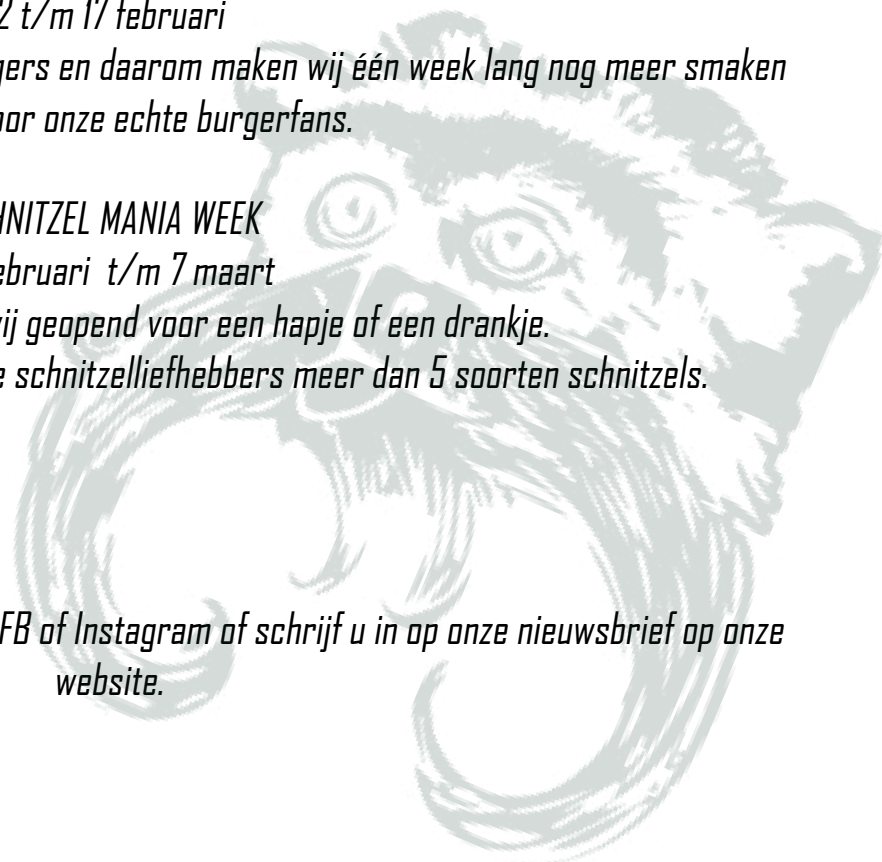 2 t/m 17 februari
gers en daarom maken wij één week lang nog meer smaken
oor onze echte burgerfans.
HNITZEL MANIA WEEK
ebruari t/m 7 maart
ij geopend voor een hapje of een drankje.
e schnitzelliefhebbers meer dan 5 soorten schnitzels.
FB of Instagram of schrijf u in op onze nieuwsbrief op onze
website.